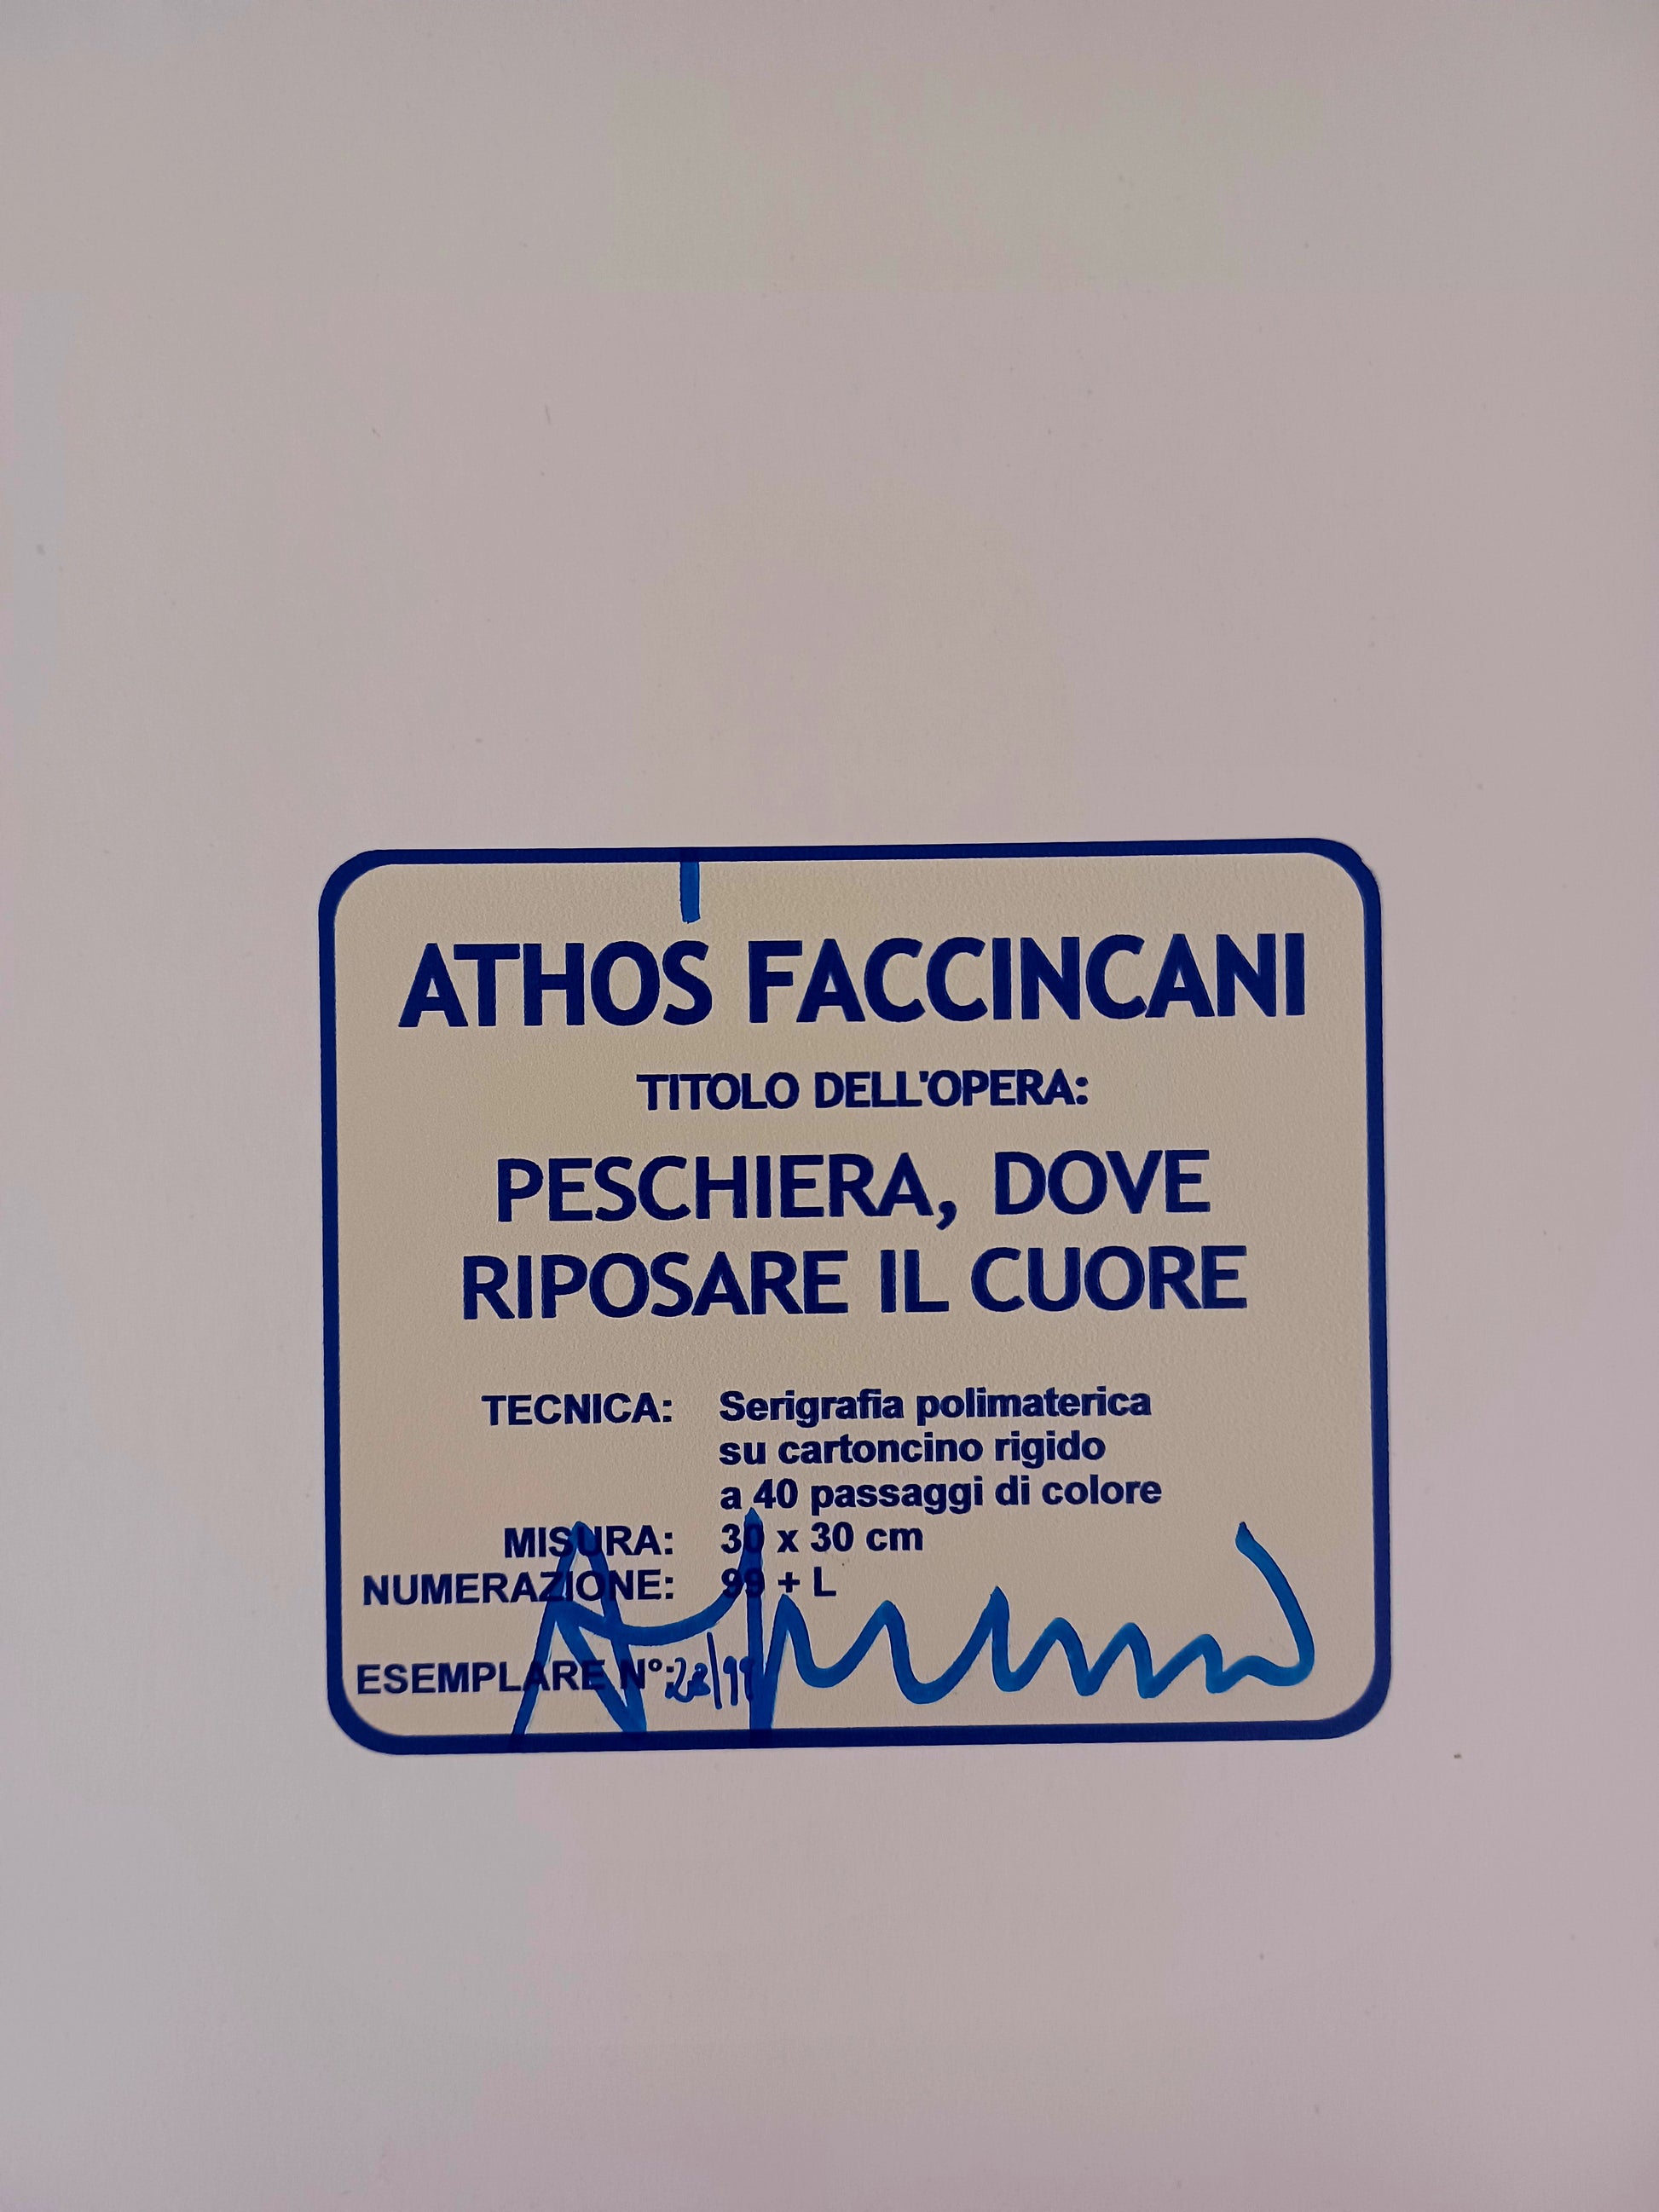 ATHOS FACCINCANI
TITOLO DELL'OPERA:
PESCHIERA, DOVE
RIPOSARE IL CUORE
TECNICA: Serigrafia polimaterica
su cartoncino rigido
a 40 passaggi di colore
MISURA: 30 x 30 cm
NUMERAZIONE: 99 + L
ESEMPLARE N°: